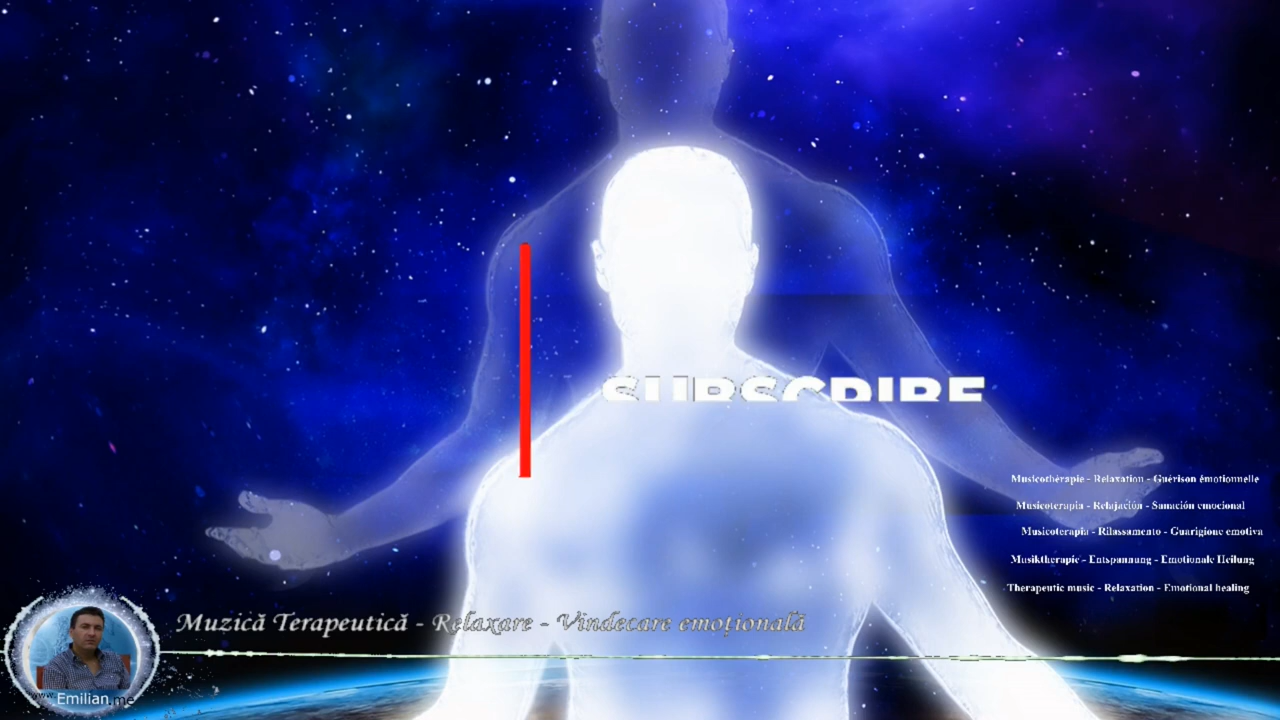 SUBSCRIBE
Musicothérapie - Relaxation - Guérison émotionnelle
Musicoterapia - Relajación - Sanación emocional
Musicoterapia - Rilassamento - Guarigione emotiva
Musiktherapie - Entspannung - Emotionale Heilung
Therapeutic music - Relaxation - Emotional healing
Muzică Terapeutică - Relaxare - Vindecare emoțională
www.Emilian.me